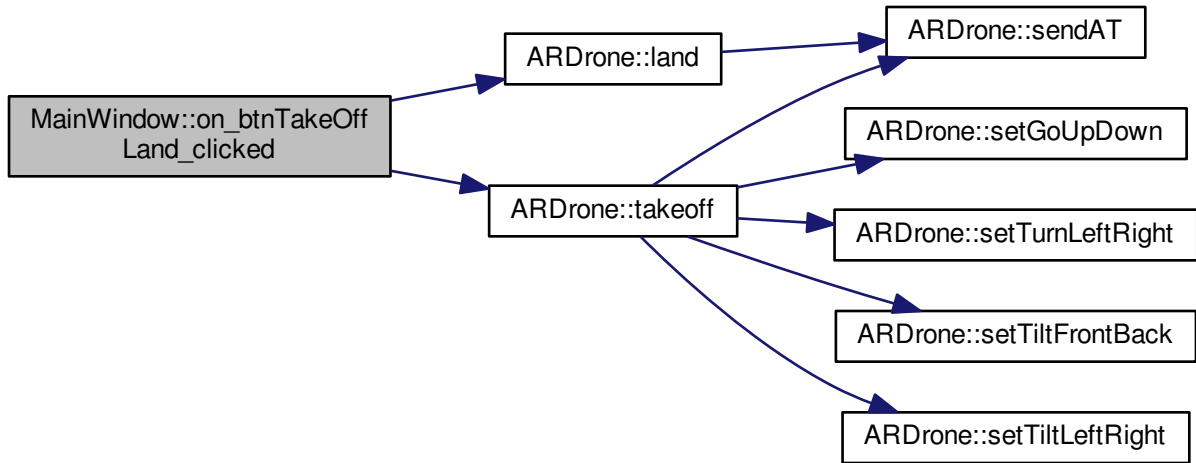 MainWindow::on_btnTakeOff
Land_clicked
ARDrone::land
ARDrone::takeoff
ARDrone::sendAT
ARDrone::setGoUpDown
ARDrone::setTurnLeftRight
ARDrone::setTiltFrontBack
ARDrone::setTiltLeftRight